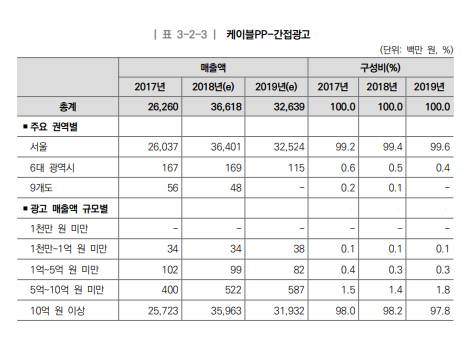 | 표 3-2-3 | 케이블PP-간접광고
(단위: 백만 원, %)
매출액 구성비(%)
2017년 2018년(e) 2019년(e) 2017년 2018년 2019년
총계 26,260 36,618 32,639 100.0 100.0 100.0
■ 주요 권역별
서울 26,037 36,401 32,524 99.2 99.4 99.6
6대 광역시 167 169 115 0.6 0.5 0.4
9개도 56 48 - 0.2 0.1 -
■ 광고 매출액 규모별
1천만 원 미만 - - - - - -
1천만~1억 원 미만 34 34 38 0.1 0.1 0.1
1억~5억 원 미만 102 99 82 0.4 0.3 0.3
5억~10억 원 미만 400 522 587 1.5 1.4 1.8
10억 원 이상 25,723 35,963 31,932 98.0 98.2 97.8